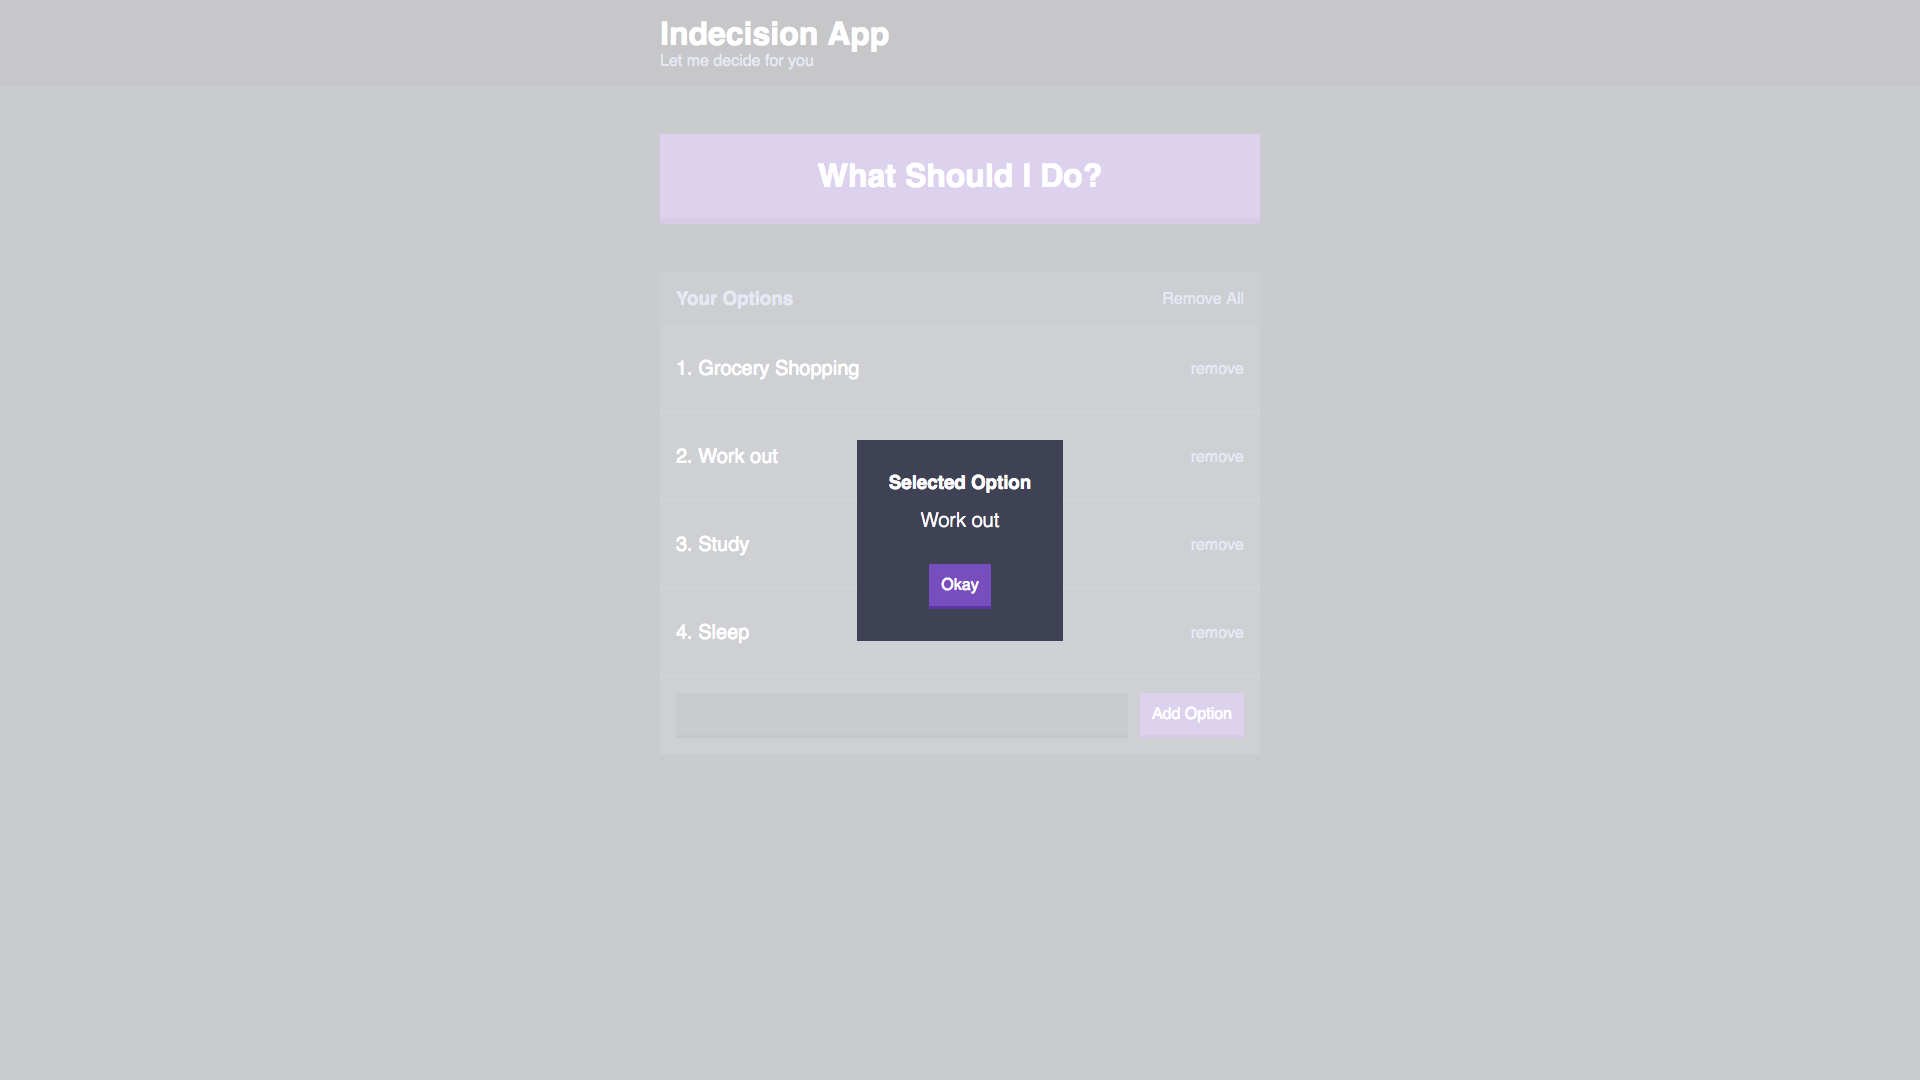 Indecision App
Let me decide for you
What Should I Do?
Your Options
Remove All
1. Grocery Shopping
remove
2. Work out
remove
3. Study
remove
4. Sleep
remove
Selected Option
Work out
Okay
Add Option